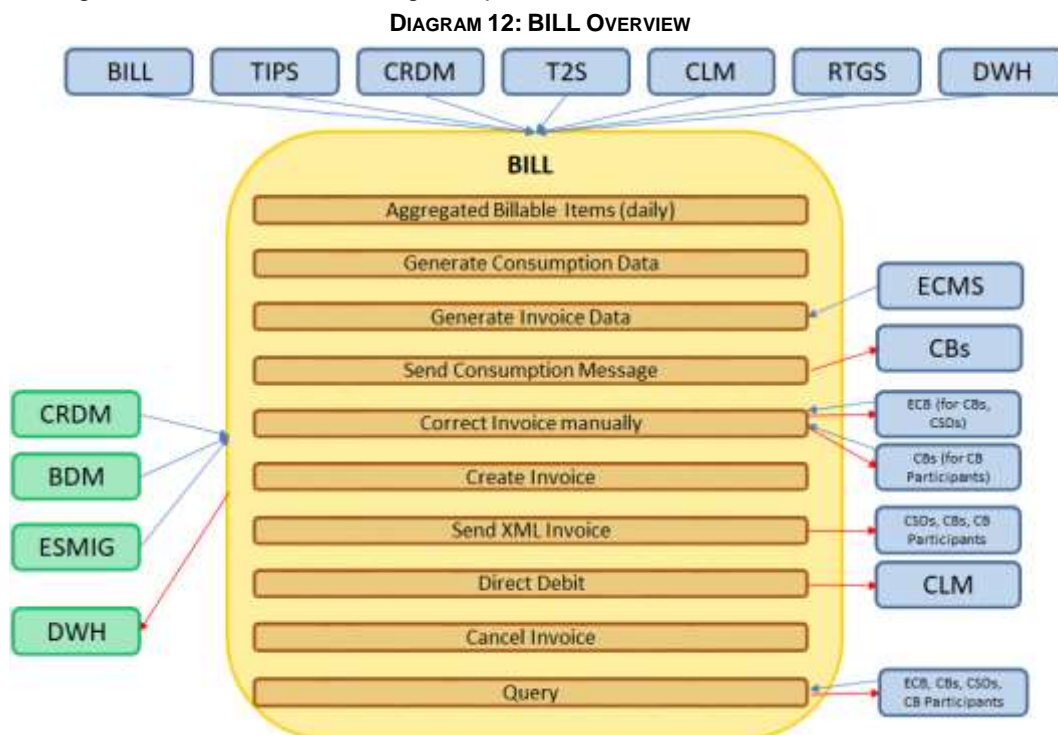 DIAGRAM 12: BILL OVERVIEW
BILL
TIPS
CRDM
T2S
CLM
RTGS
DWH
BILL
Aggregated Billable Items (daily)
Generate Consumption Data
Generate Invoice Data
Send Consumption Message
Correct Invoice manually
Create Invoice
Send XML Invoice
Direct Debit
Cancel Invoice
Query
CRDM
BDM
ESMIG
DWH
ECMS
CBs
ECB (for CBs,
CSDs)
CBs (for CB
Participants)
CSDs, CBs, CB
Participants
CLM
ECB, CBs, CSDs,
CB Participants